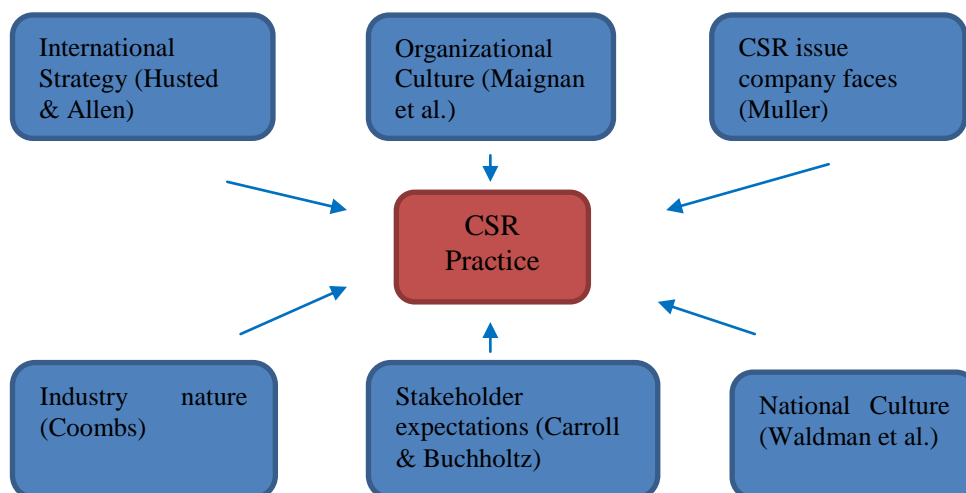 International
Strategy (Husted
& Allen)
Organizational
Culture (Maignan
et al.)
CSR issue
company faces
(Muller)
CSR
Practice
Industry nature
(Coombs)
Stakeholder
expectations (Carroll
& Buchholtz)
National Culture
(Waldman et al.)